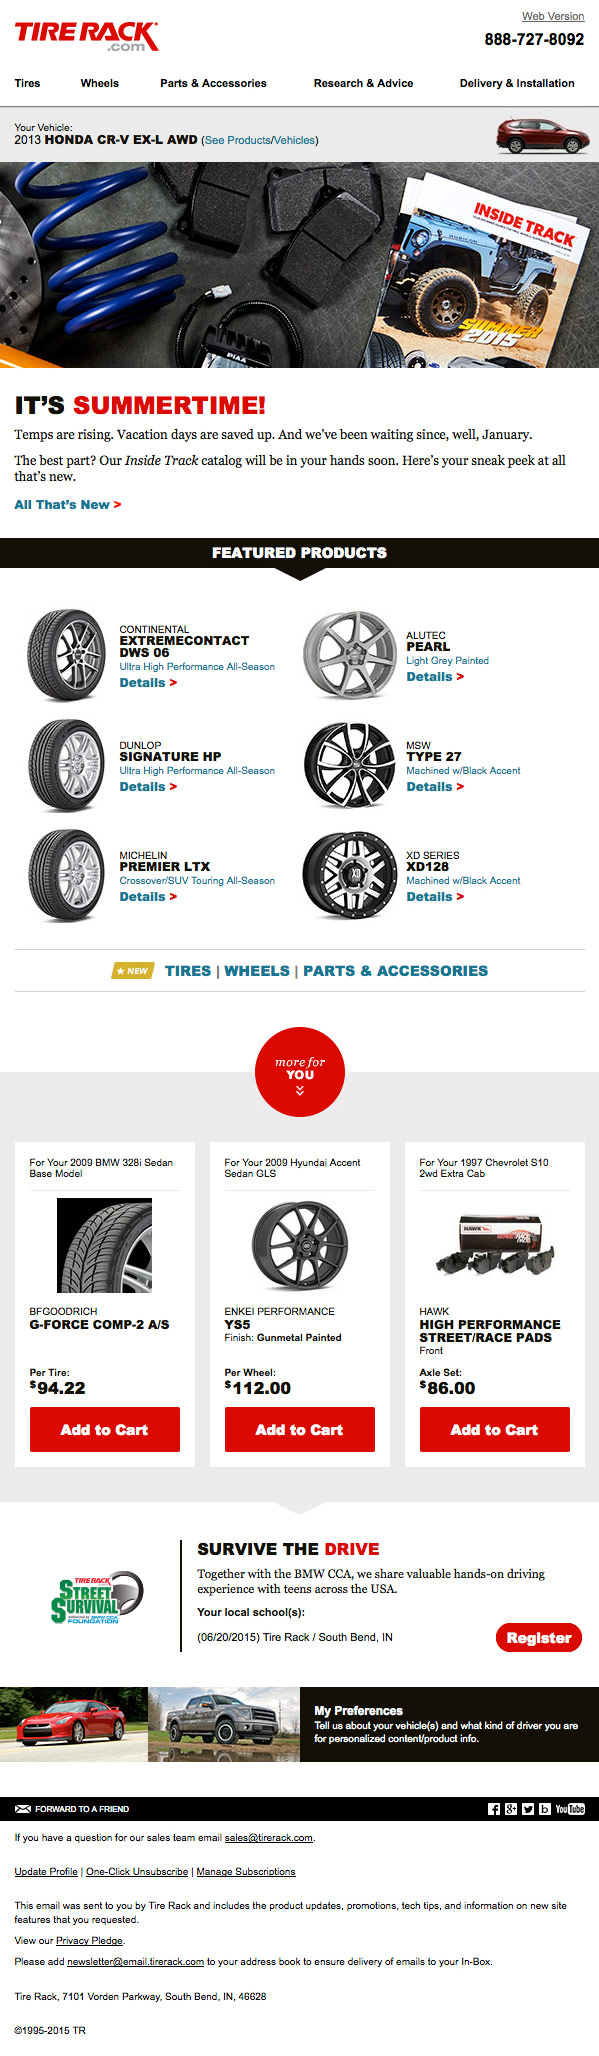 TIRE RACK
.com
Web Version
888-727-8092
Tires Wheels Parts & Accessories Research & Advice Delivery & Installation
Your Vehicle:
2013 HONDA CR-V EX-L AWD (See Products/Vehicles)
INSIDE TRACK
RUBICON
SUMMER
2015
PIAA
IT'S SUMMERTIME!
Temps are rising. Vacation days are saved up. And we've been waiting since, well, January.
The best part? Our Inside Track catalog will be in your hands soon. Here's your sneak peek at all
that's new.
All That's New >
FEATURED PRODUCTS
CONTINENTAL
EXTREMECONTACT
DWS 06
Ultra High Performance All-Season
Details >
ALUTEC
PEARL
Light Grey Painted
Details >
DUNLOP
SIGNATURE HP
Ultra High Performance All-Season
Details >
MSW
TYPE 27
Machined w/Black Accent
Details >
MICHELIN
PREMIER LTX
Crossover/SUV Touring All-Season
Details >
XD
XD SERIES
XD128
Machined w/Black Accent
Details >
★ NEW TIRES | WHEELS | PARTS & ACCESSORIES
more for
YOU
For Your 2009 BMW 328i Sedan
Base Model
BFGOODRICH
G-FORCE COMP-2 A/S
Per Tire:
$94.22
Add to Cart
For Your 2009 Hyundai Accent
Sedan GLS
ENKEI PERFORMANCE
YS5
Finish: Gunmetal Painted
Per Wheel:
$112.00
Add to Cart
For Your 1997 Chevrolet S10
2wd Extra Cab
HAWK
HAWK
HIGH PERFORMANCE
STREET/RACE PADS
Front
Axle Set:
$86.00
Add to Cart
TIRE RACK
STREET
SURVIVAL
BMW CCA
FOUNDATION
SURVIVE THE DRIVE
Together with the BMW CCA, we share valuable hands-on driving
experience with teens across the USA.
Your local school(s):
(06/20/2015) Tire Rack / South Bend, IN
Register
My Preferences
Tell us about your vehicle(s) and what kind of driver you are
for personalized content/product info.
FORWARD TO A FRIEND
YouTube
If you have a question for our sales team email sales@tirerack.com.
Update Profile | One-Click Unsubscribe | Manage Subscriptions
This email was sent to you by Tire Rack and includes the product updates, promotions, tech tips, and information on new site
features that you requested.
View our Privacy Pledge.
Please add newsletter@email.tirerack.com to your address book to ensure delivery of emails to your In-Box.
Tire Rack, 7101 Vorden Parkway, South Bend, IN, 46628
©1995-2015 TR